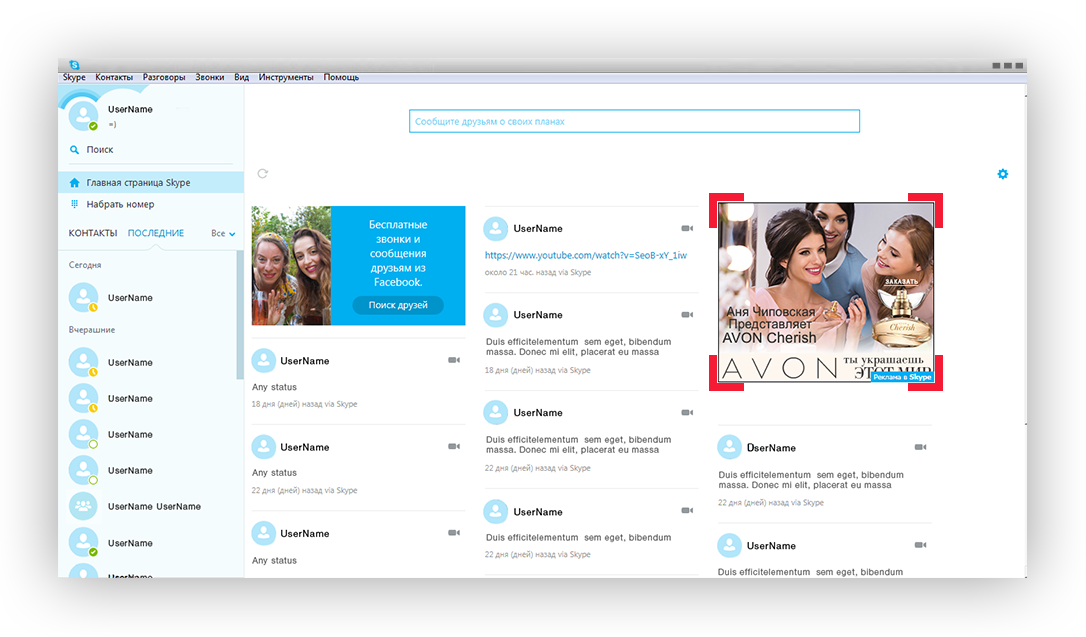 Skype Контакты Разговоры Звонки Вид Инструменты Помощь
UserName
=)
Поиск
Главная страница Skype
Набрать номер
КОНТАКТЫ ПОСЛЕДНИЕ Все
Сегодня
UserName
Вчерашние
UserName
UserName
UserName
UserName
UserName UserName
UserName
UserName
Сообщите друзьям о своих планах
Бесплатные
звонки и
сообщения
друзьям из
Facebook.
Поиск друзей
UserName
Any status
18 дня (дней) назад via Skype
UserName
Any status
22 дня (дней) назад via Skype
UserName
Any status
UserName
https://www.youtube.com/watch?v=SeoB-xY_1iw
около 21 час. назад via Skype
UserName
Duis efficitelementum sem eget, bibendum
massa. Donec mi elit, placerat eu massa
18 дня (дней) назад via Skype
UserName
Duis efficitelementum sem eget, bibendum
massa. Donec mi elit, placerat eu massa
22 дня (дней) назад via Skype
UserName
Duis efficitelementum sem eget, bibendum
22 дня (дней) назад via Skype
ЗАКАЗАТЬ
Аня Чиповская
Представляет
AVON Cherish
Cherish
AVON
ты украшаешь
ЭТОТ МИР
Реклама в Skype
UserName
Duis efficitelementum sem eget, bibendum
massa. Donec mi elit, placerat eu massa
22 дня (дней) назад via Skype
UserName
Duis efficitelementum sem eget, bibendum